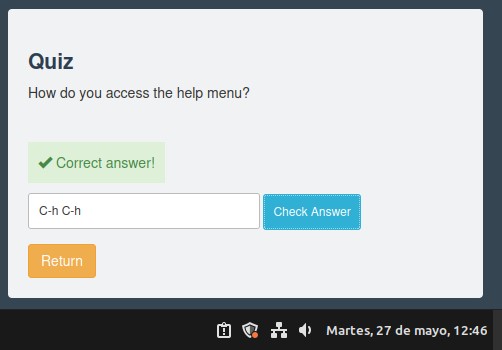 Quiz
How do you access the help menu?
Correct answer!
C-h C-h
Check Answer
Return
Martes, 27 de mayo, 12:46